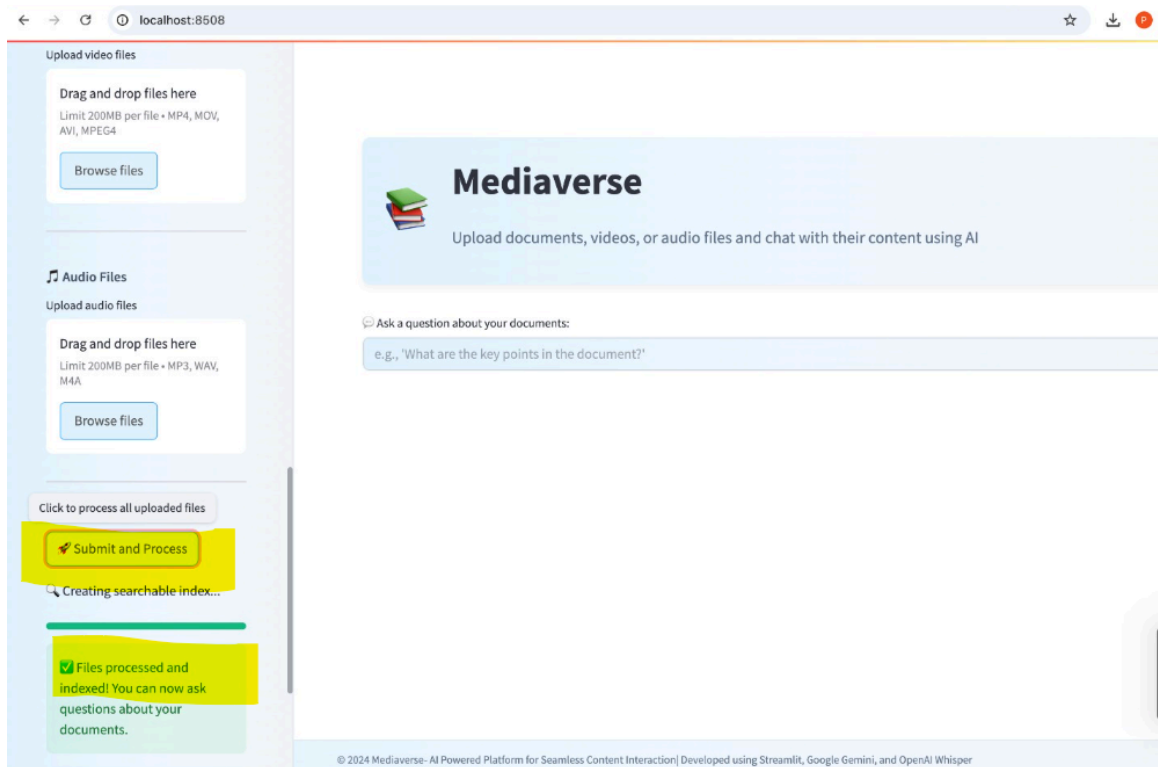 localhost:8508
P
Upload video files
Drag and drop files here
Limit 200MB per file • MP4, MOV,
AVI, MPEG4
Browse files
🎵 Audio Files
Upload audio files
Drag and drop files here
Limit 200MB per file • MP3, WAV,
M4A
Browse files
Click to process all uploaded files
🚀 Submit and Process
🔍 Creating searchable index...
✅ Files processed and
indexed! You can now ask
questions about your
documents.
Mediaverse
Upload documents, videos, or audio files and chat with their content using AI
💬 Ask a question about your documents:
e.g., 'What are the key points in the document?'
© 2024 Mediaverse- AI Powered Platform for Seamless Content Interaction| Developed using Streamlit, Google Gemini, and OpenAI Whisper